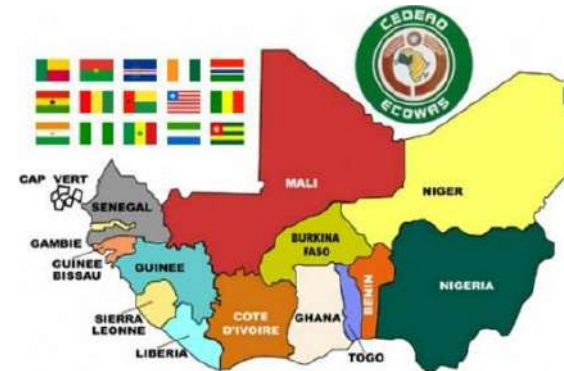 CEDEAO
ECOWAS
CAP VERT
SENEGAL
MALI
NIGER
GAMBIE
GUINEE
BISSAU
GUINEE
BURKINA
FASO
BENIN
NIGERIA
SIERRA
LEONNE
COTE
D'IVOIRE
GHANA
LIBERIA
TOGO